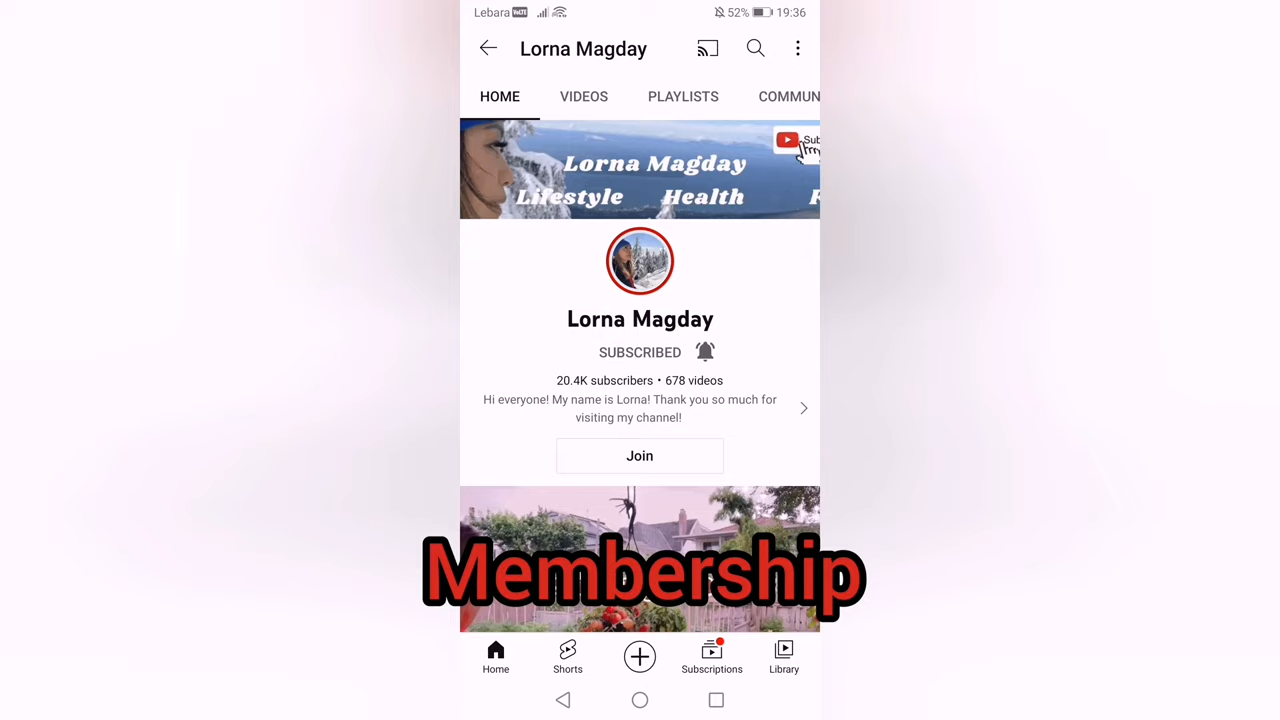 Lebara VoLTE 52% 19:36
Lorna Magday
HOME VIDEOS PLAYLISTS COMMUN
Sub
Lorna Magday
Lifestyle Health F
Lorna Magday
SUBSCRIBED
20.4K subscribers • 678 videos
Hi everyone! My name is Lorna! Thank you so much for
visiting my channel!
Join
Membership
Home Shorts Subscriptions Library